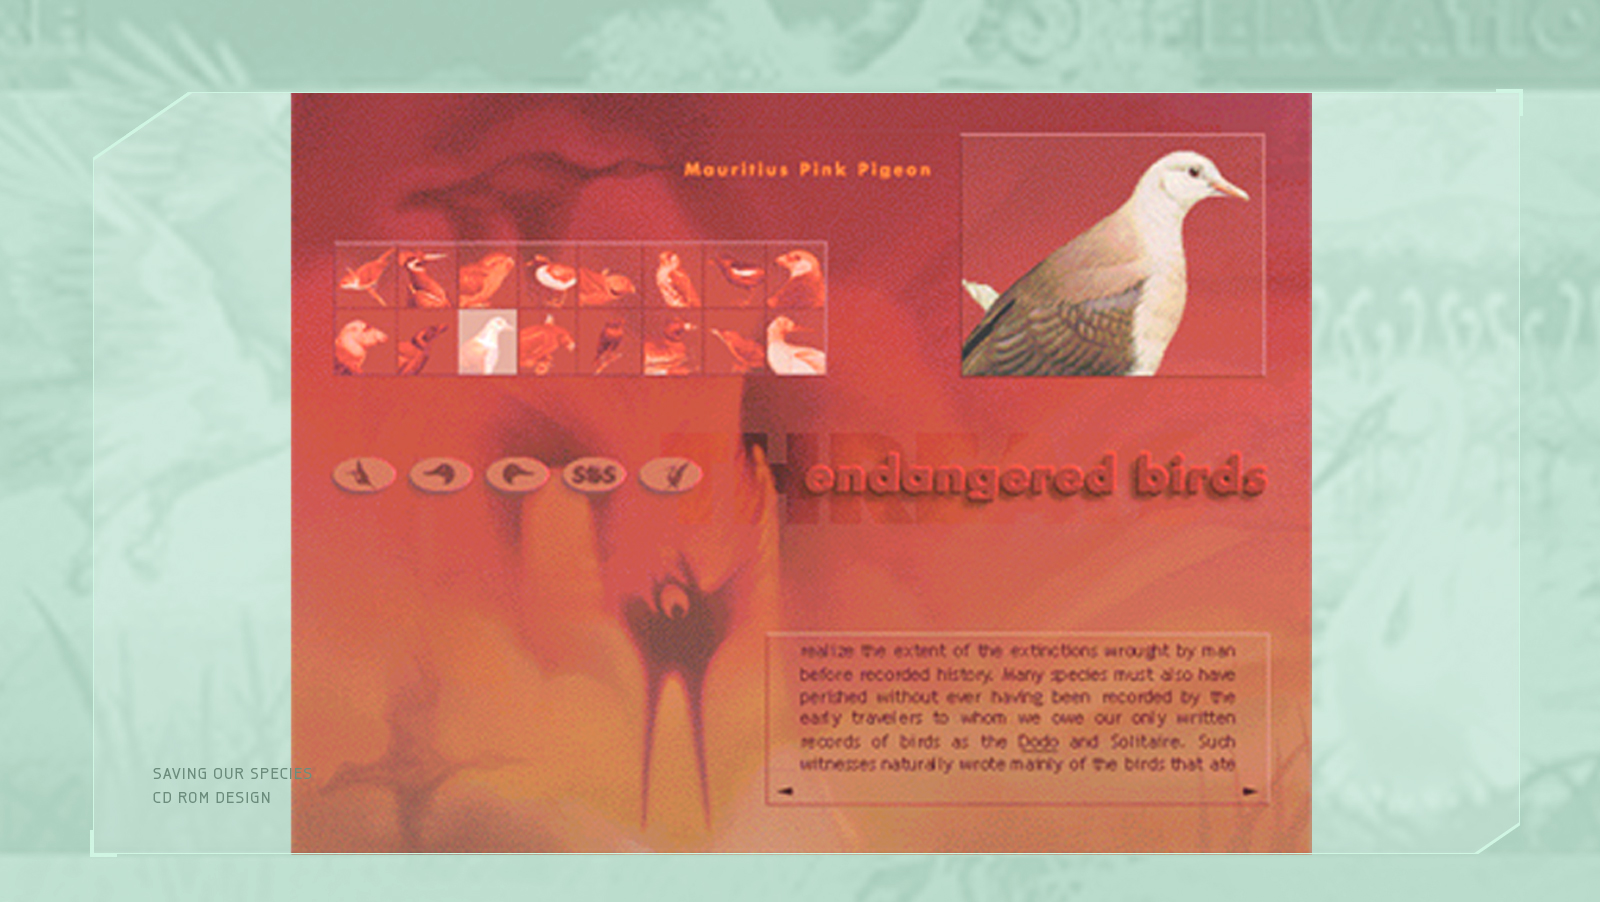 SERVATIO
Mauritius Pink Pigeon
SOS
THREAT
endangered birds
realize the extent of the extinctions wrought by man
before recorded history. Many species must also have
perished without ever having been recorded by the
early travelers to whom we owe our only written
records of birds as the Dodo and Solitaire. Such
witnesses naturally wrote mainly of the birds that ate
SAVING OUR SPECIES
CD ROM DESIGN